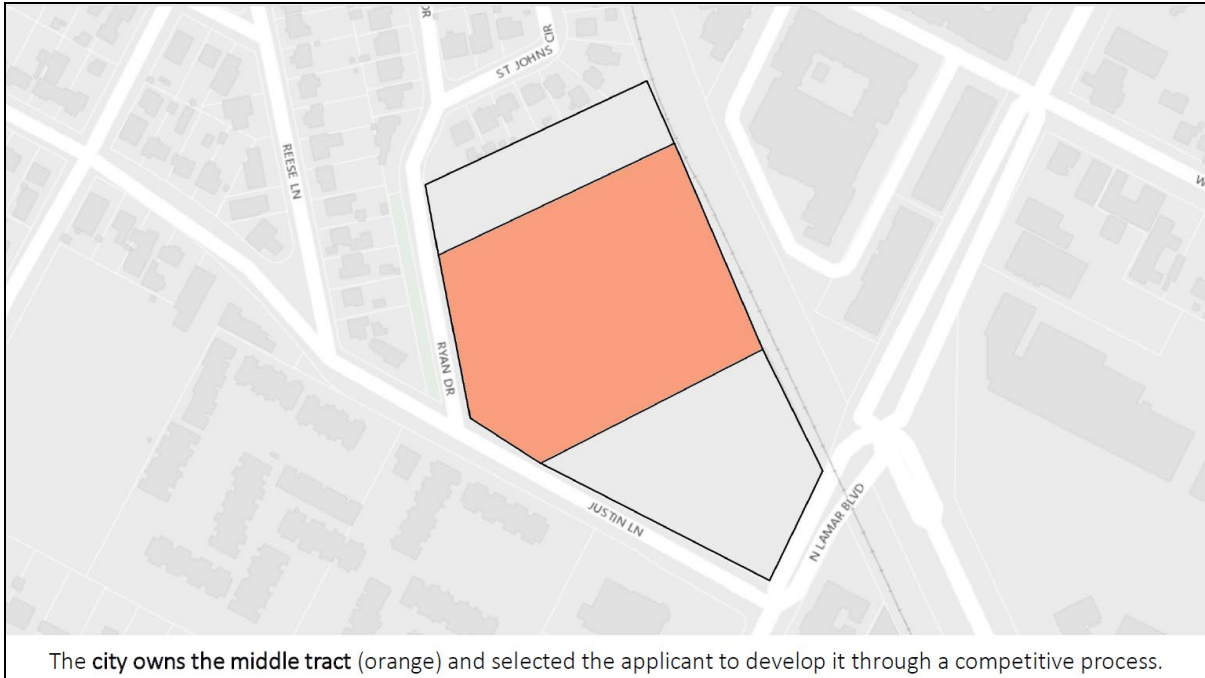 DR
ST JOHNS
CIR
REESE LN
RYAN DR
JUSTIN LN
N LAMAR BLVD
W
The city owns the middle tract (orange) and selected the applicant to develop it through a competitive process.